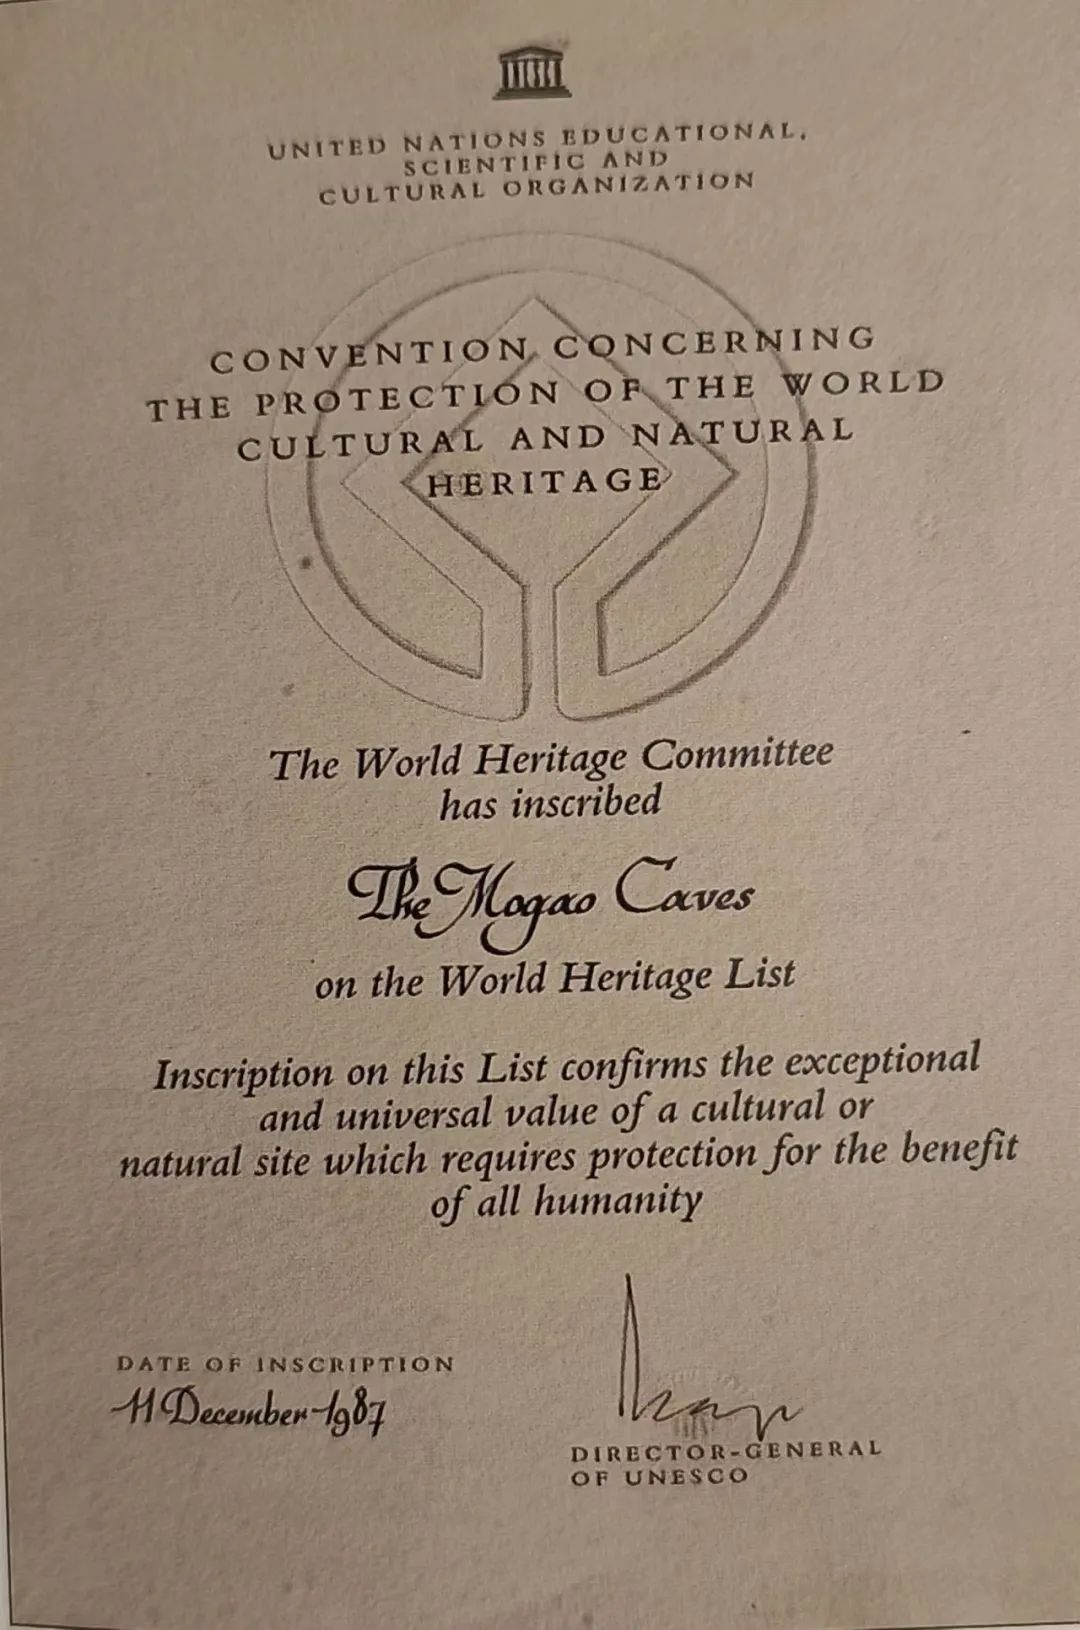 UNITED NATIONS EDUCATIONAL,
SCIENTIFIC AND
CULTURAL ORGANIZATION
CONVENTION CONCERNING
THE PROTECTION OF THE WORLD
CULTURAL AND NATURAL
HERITAGE
The World Heritage Committee
has inscribed
The Mogao Caves
on the World Heritage List
Inscription on this List confirms the exceptional
and universal value of a cultural or
natural site which requires protection for the benefit
of all humanity
DATE OF INSCRIPTION
11 December 1987
DIRECTOR-GENERAL
OF UNESCO